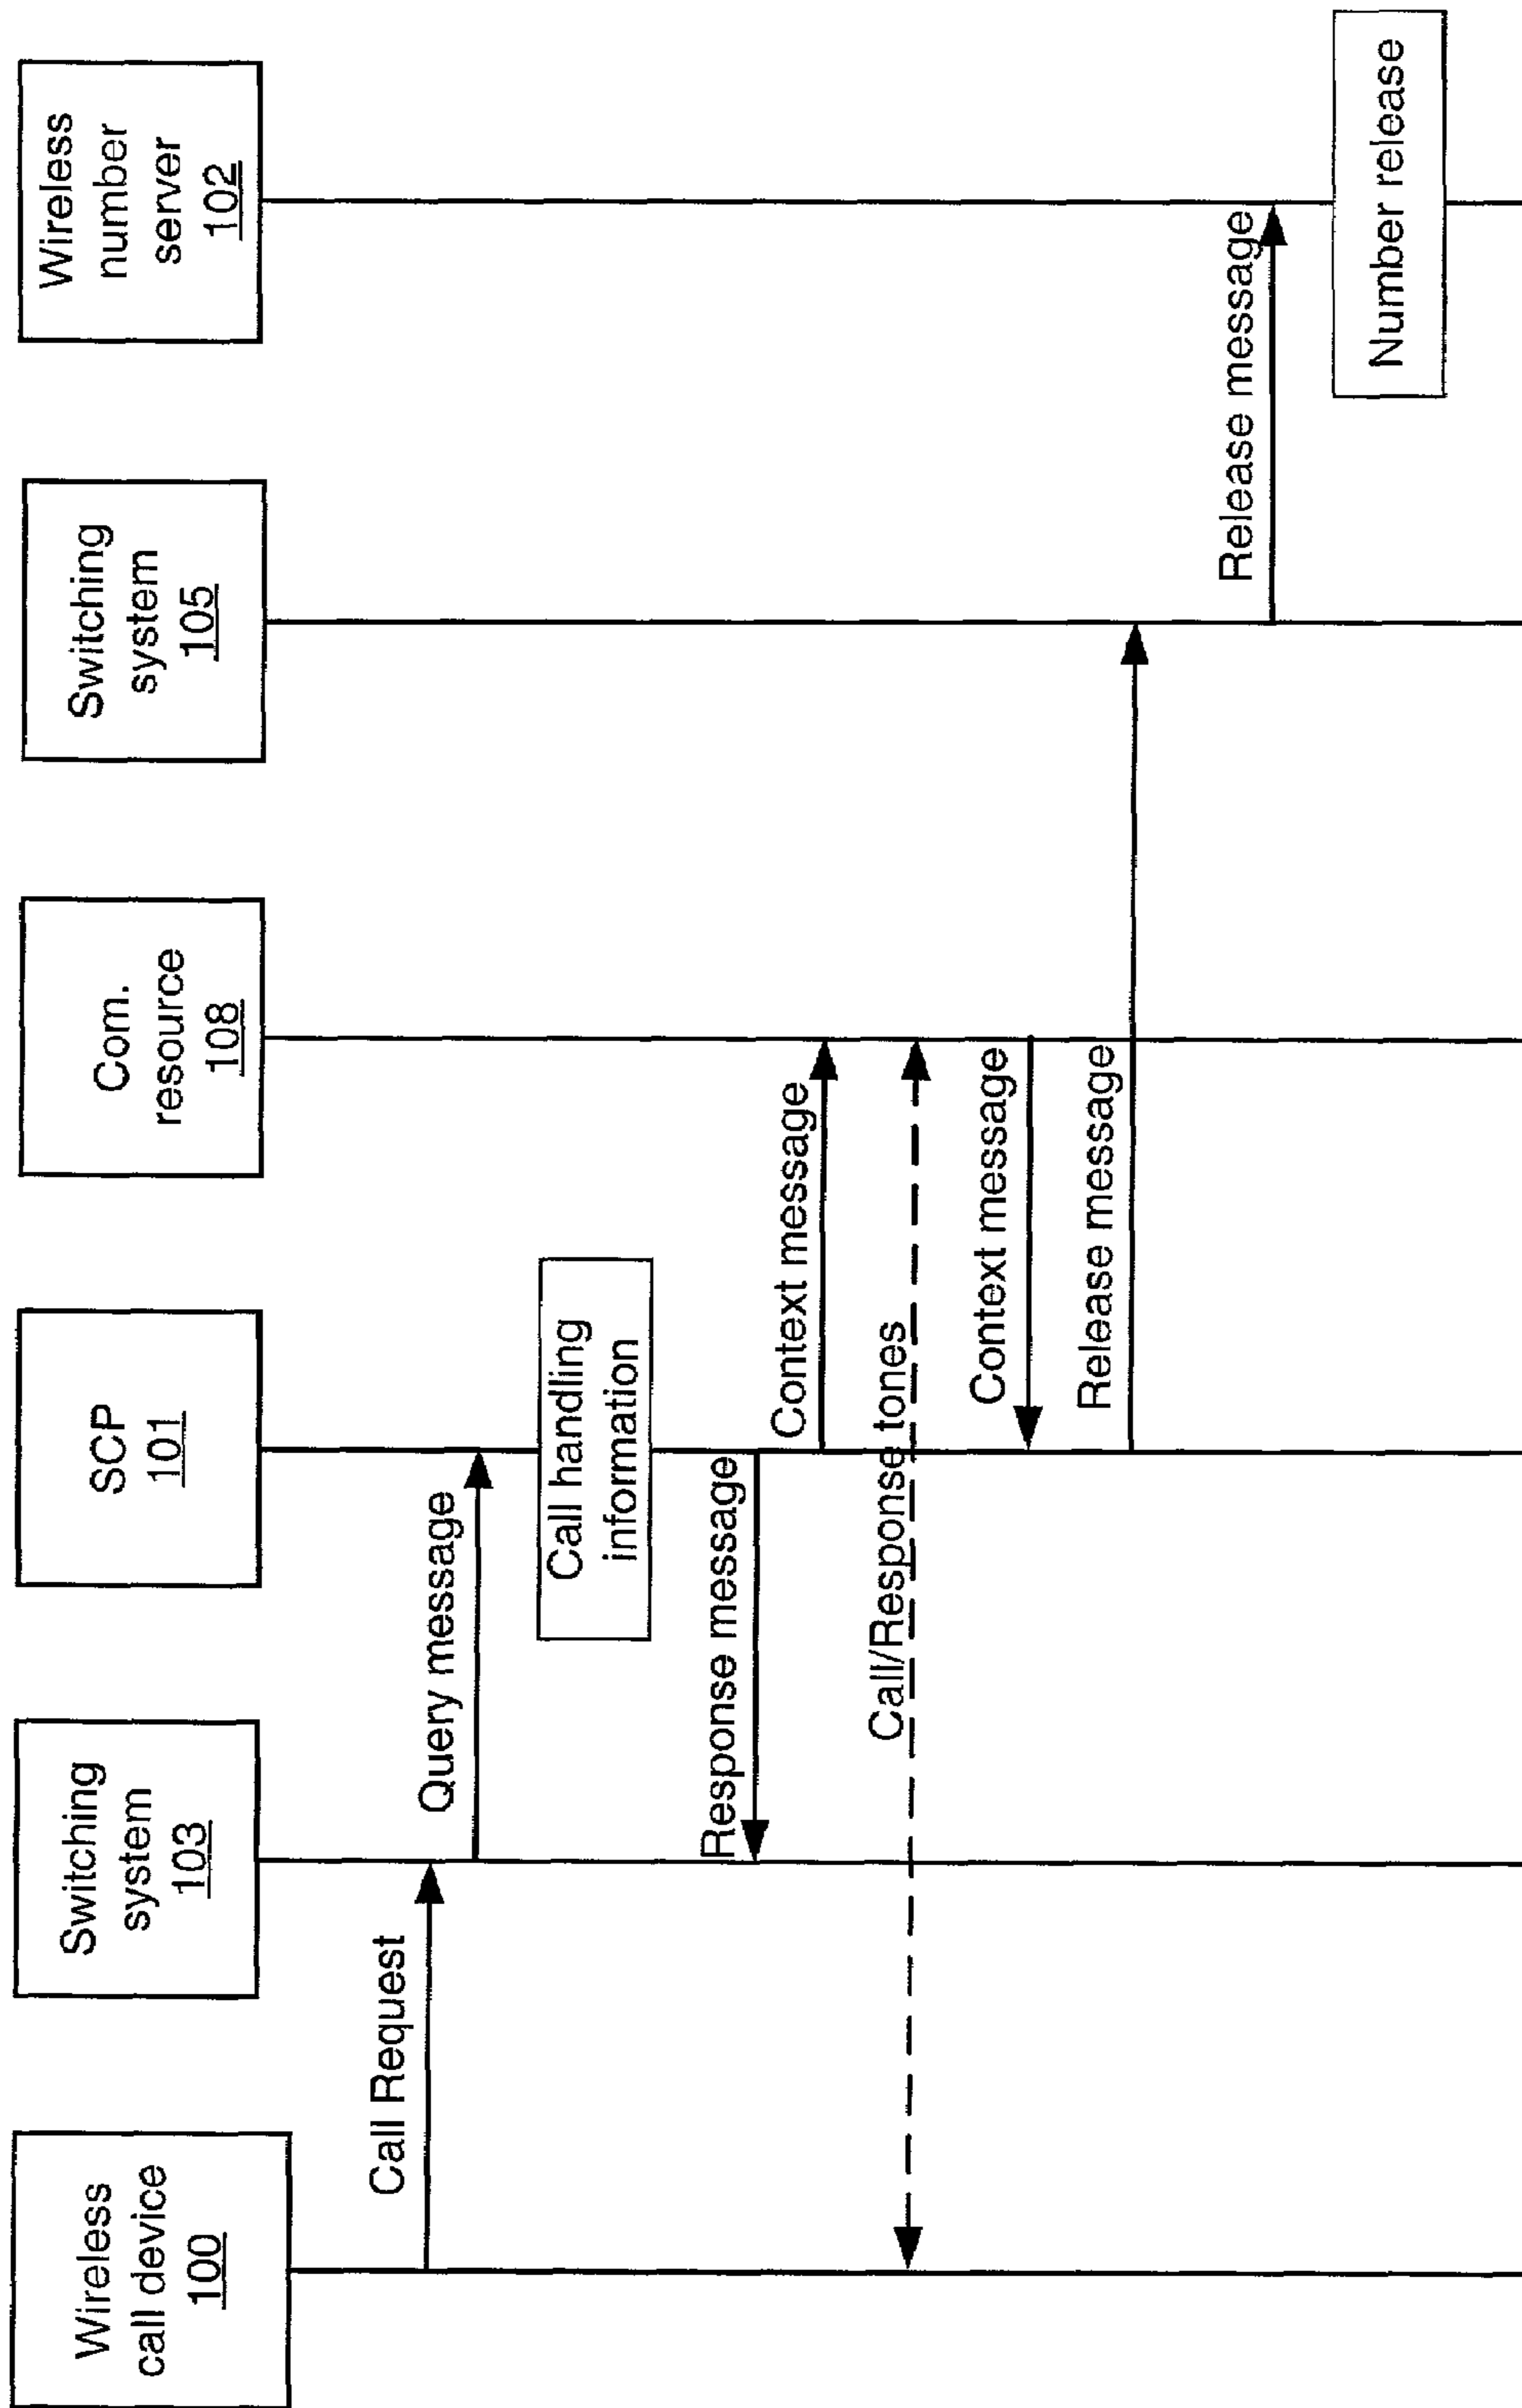 Wireless
call device
100
Switching
system
103
SCP
101
Com.
resource
108
Switching
system
105
Wireless
number
server
102
Call Request
Query message
Call handling
information
Response message
Context message
Call/Response tones
Context message
Release message
Release message
Number release